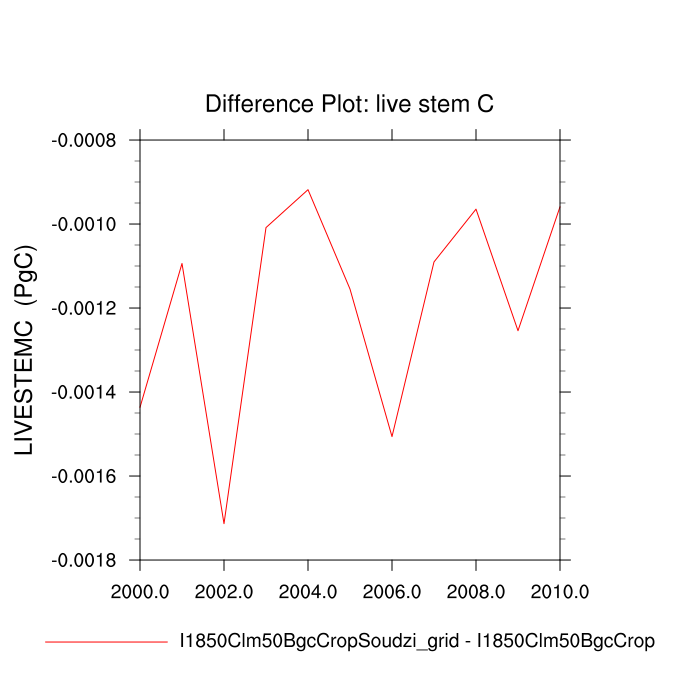 Difference Plot: live stem C
LIVESTEMC (PgC)
-0.0008
-0.0010
-0.0012
-0.0014
-0.0016
-0.0018
2000.0 2002.0 2004.0 2006.0 2008.0 2010.0
I1850Clm50BgcCropSoudzi_grid - I1850Clm50BgcCrop